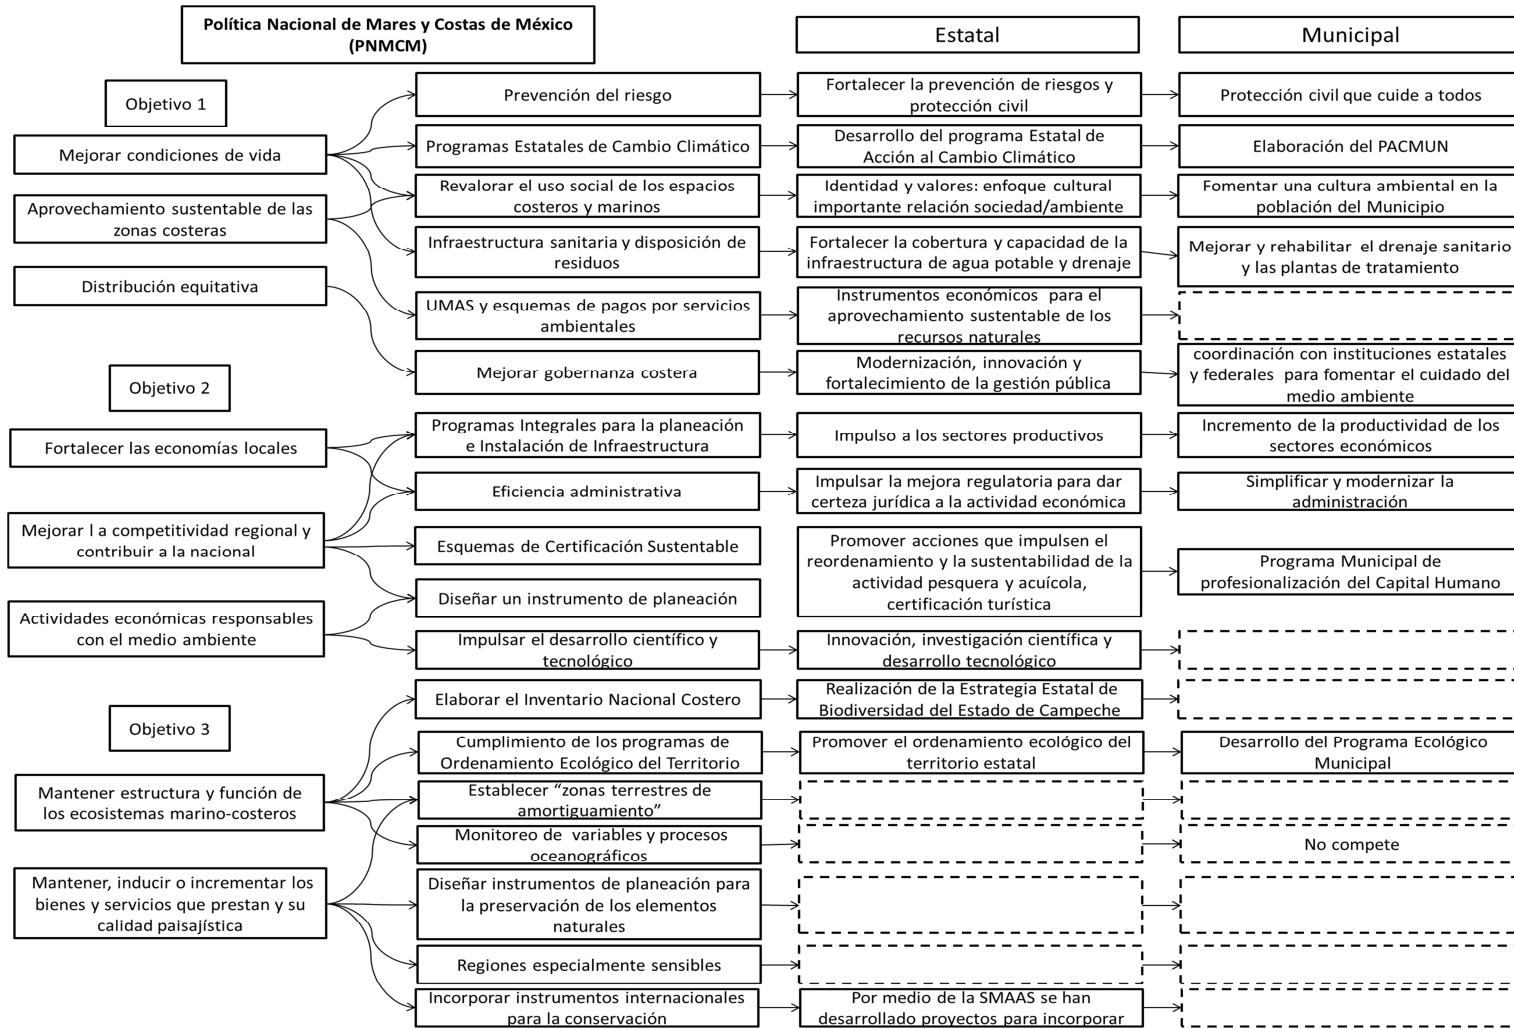 Política Nacional de Mares y Costas de México
(PNMCM)
Estatal
Municipal
Objetivo 1
Mejorar condiciones de vida
Aprovechamiento sustentable de las
zonas costeras
Distribución equitativa
Prevención del riesgo
Fortalecer la prevención de riesgos y
protección civil
Protección civil que cuide a todos
Programas Estatales de Cambio Climático
Desarrollo del programa Estatal de
Acción al Cambio Climático
Elaboración del PACMUN
Revalorar el uso social de los espacios
costeros y marinos
Identidad y valores: enfoque cultural
importante relación sociedad/ambiente
Fomentar una cultura ambiental en la
población del Municipio
Infraestructura sanitaria y disposición de
residuos
Fortalecer la cobertura y capacidad de la
infraestructura de agua potable y drenaje
Mejorar y rehabilitar el drenaje sanitario
y las plantas de tratamiento
UMAS y esquemas de pagos por servicios
ambientales
Instrumentos económicos para el
aprovechamiento sustentable de los
recursos naturales
Mejorar gobernanza costera
Modernización, innovación y
fortalecimiento de la gestión pública
coordinación con instituciones estatales
y federales para fomentar el cuidado del
medio ambiente
Objetivo 2
Fortalecer las economías locales
Mejorar l a competitividad regional y
contribuir a la nacional
Actividades económicas responsables
con el medio ambiente
Programas Integrales para la planeación
e Instalación de Infraestructura
Impulso a los sectores productivos
Incremento de la productividad de los
sectores económicos
Eficiencia administrativa
Impulsar la mejora regulatoria para dar
certeza jurídica a la actividad económica
Simplificar y modernizar la
administración
Esquemas de Certificación Sustentable
Diseñar un instrumento de planeación
Promover acciones que impulsen el
reordenamiento y la sustentabilidad de la
actividad pesquera y acuícola,
certificación turística
Programa Municipal de
profesionalización del Capital Humano
Impulsar el desarrollo científico y
tecnológico
Innovación, investigación científica y
desarrollo tecnológico
Objetivo 3
Mantener estructura y función de
los ecosistemas marino-costeros
Mantener, inducir o incrementar los
bienes y servicios que prestan y su
calidad paisajística
Elaborar el Inventario Nacional Costero
Realización de la Estrategia Estatal de
Biodiversidad del Estado de Campeche
Cumplimiento de los programas de
Ordenamiento Ecológico del Territorio
Promover el ordenamiento ecológico del
territorio estatal
Desarrollo del Programa Ecológico
Municipal
Establecer “zonas terrestres de
amortiguamiento”
Monitoreo de variables y procesos
oceanográficos
No compete
Diseñar instrumentos de planeación para
la preservación de los elementos
naturales
Regiones especialmente sensibles
Incorporar instrumentos internacionales
para la conservación
Por medio de la SMAAS se han
desarrollado proyectos para incorporar